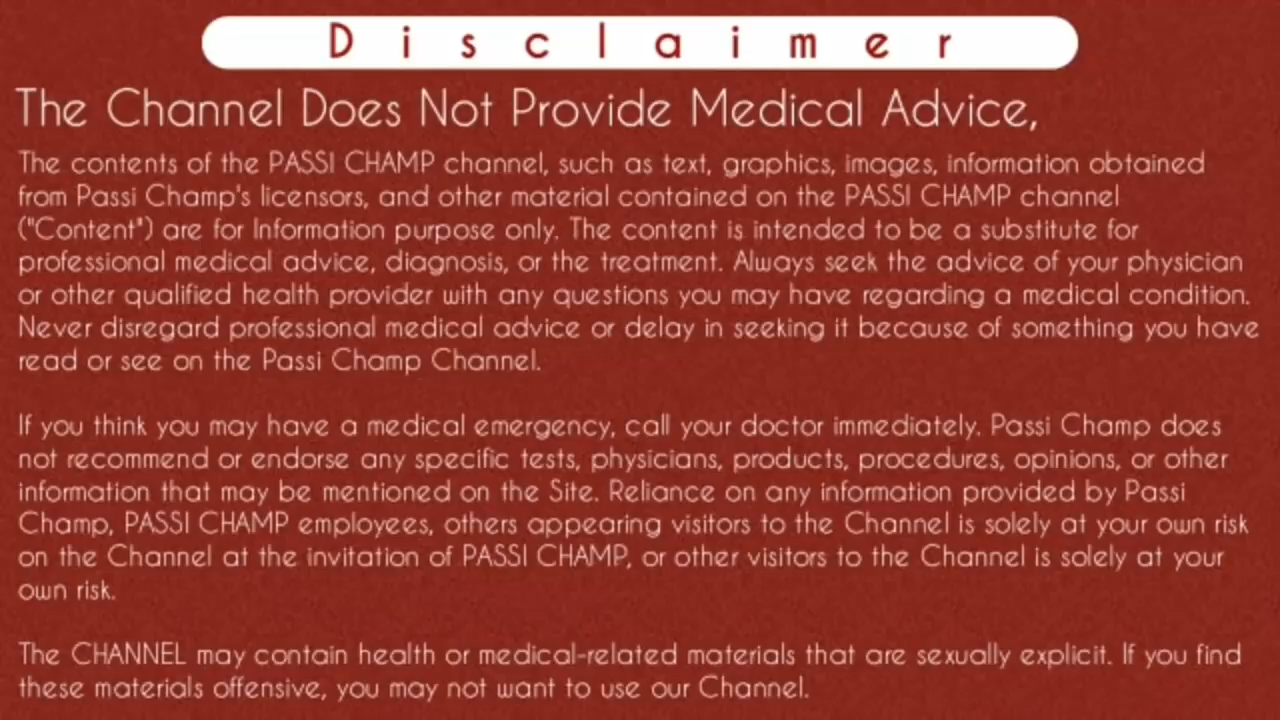 Disclaimer
The Channel Does Not Provide Medical Advice,
The contents of the PASSI CHAMP channel, such as text, graphics, images, information obtained
from Passi Champ's licensors, and other material contained on the PASSI CHAMP channel
("Content") are for Information purpose only. The content is intended to be a substitute for
professional medical advice, diagnosis, or the treatment. Always seek the advice of your physician
or other qualified health provider with any questions you may have regarding a medical condition.
Never disregard professional medical advice or delay in seeking it because of something you have
read or see on the Passi Champ Channel.
If you think you may have a medical emergency, call your doctor immediately. Passi Champ does
not recommend or endorse any specific tests, physicians, products, procedures, opinions, or other
information that may be mentioned on the Site. Reliance on any information provided by Passi
Champ, PASSI CHAMP employees, others appearing visitors to the Channel is solely at your own risk
on the Channel at the invitation of PASSI CHAMP, or other visitors to the Channel is solely at your
own risk.
The CHANNEL may contain health or medical-related materials that are sexually explicit. If you find
these materials offensive, you may not want to use our Channel.